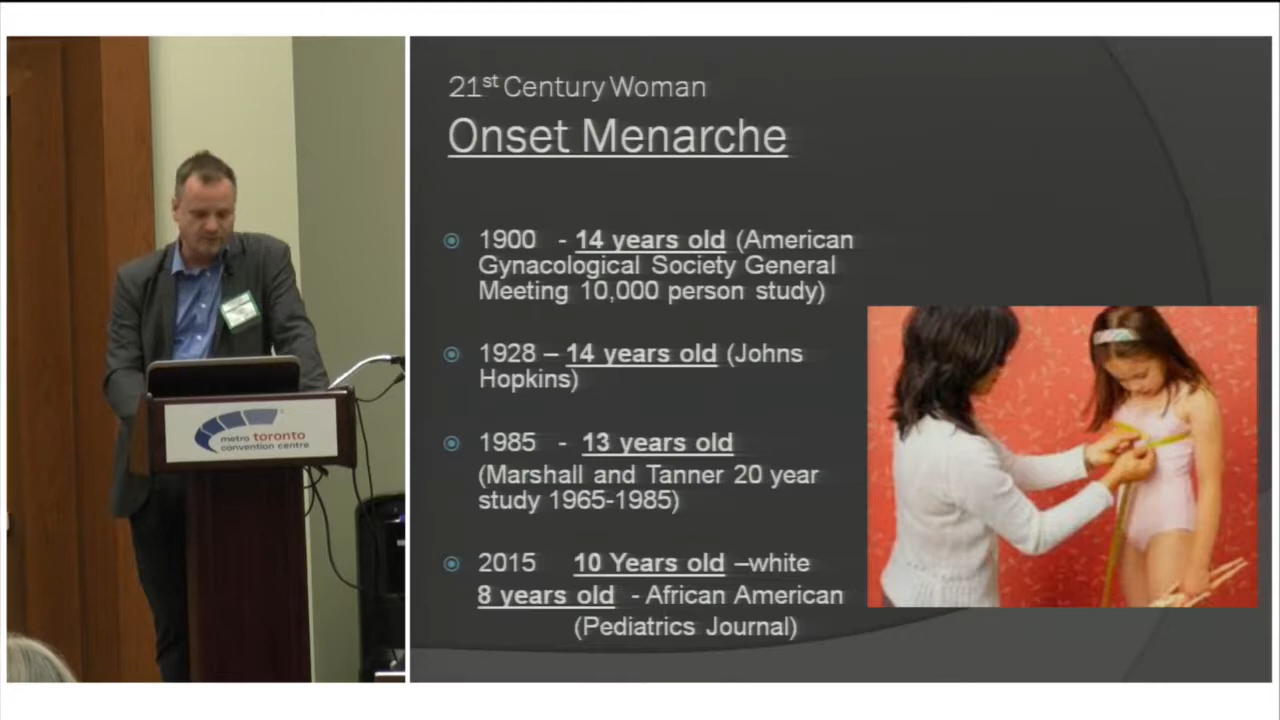 21st Century Woman
Onset Menarche
1900 - 14 years old (American
Gynacological Society General
Meeting 10,000 person study)
1928 – 14 years old (Johns
Hopkins)
1985 - 13 years old
(Marshall and Tanner 20 year
study 1965-1985)
2015 10 Years old –white
8 years old - African American
(Pediatrics Journal)
metro toronto
convention centre